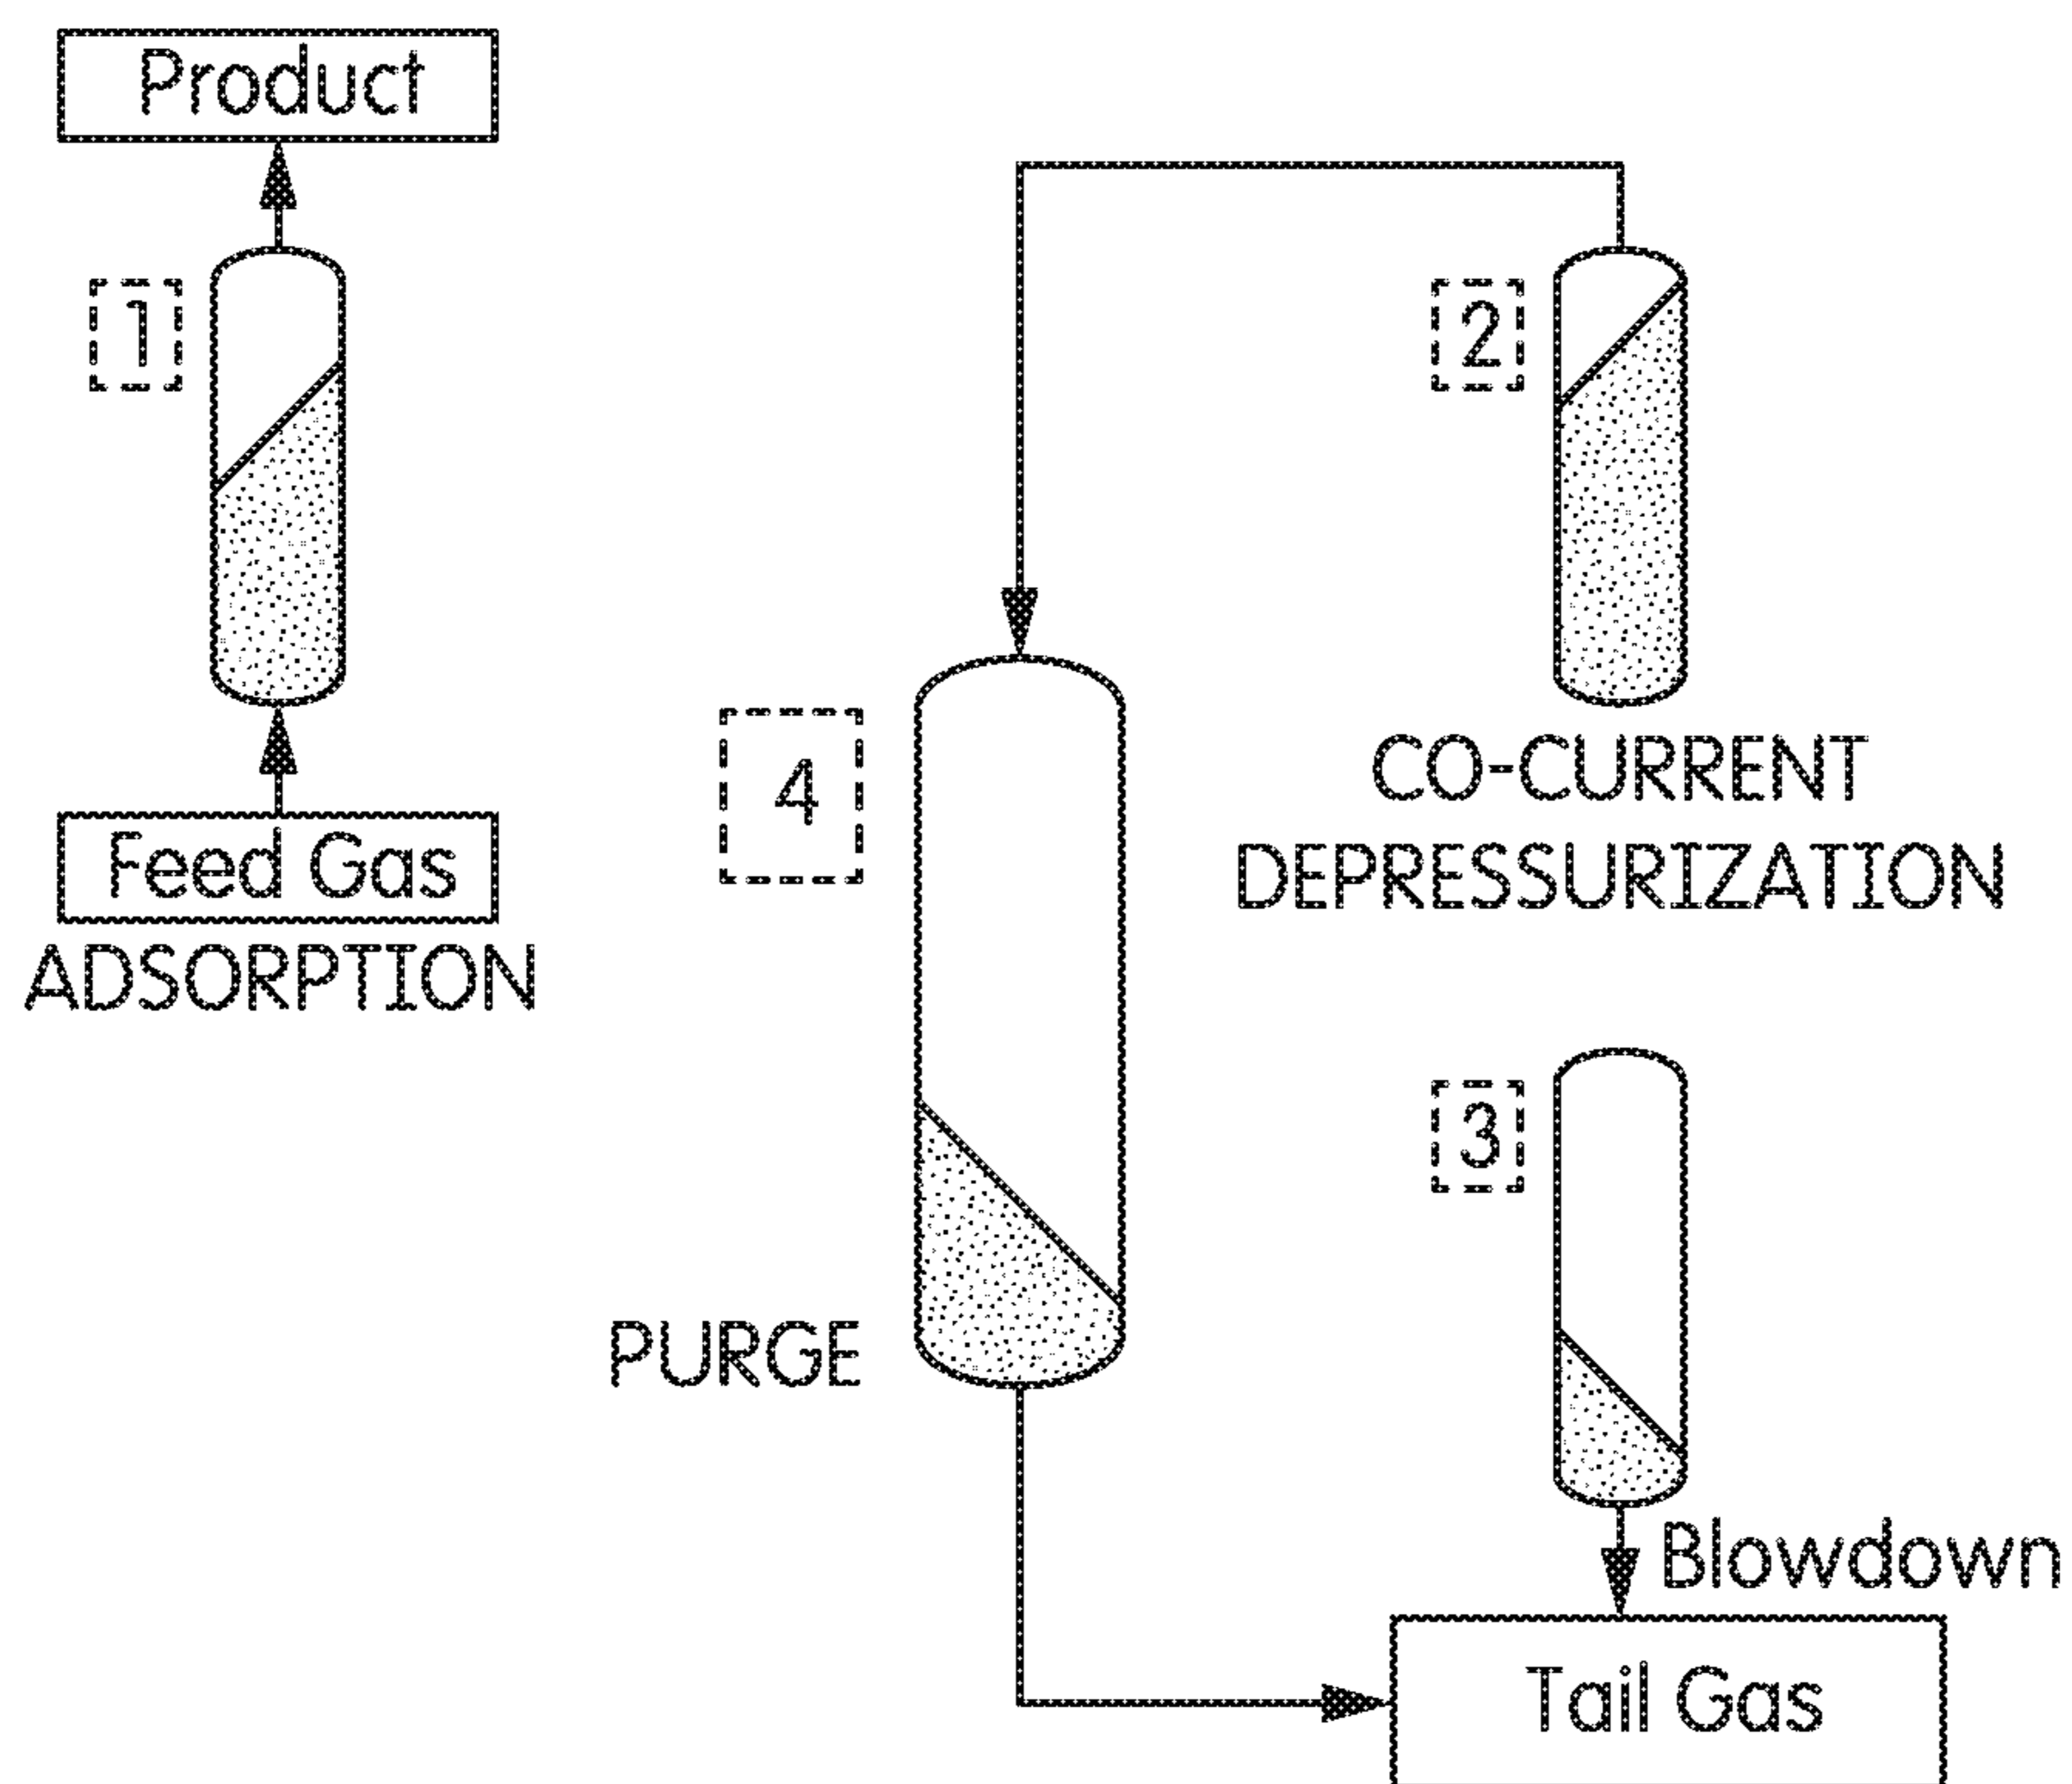 Product
1
Feed Gas
ADSORPTION
2
CO-CURRENT
DEPRESSURIZATION
4
PURGE
3
Blowdown
Tail Gas